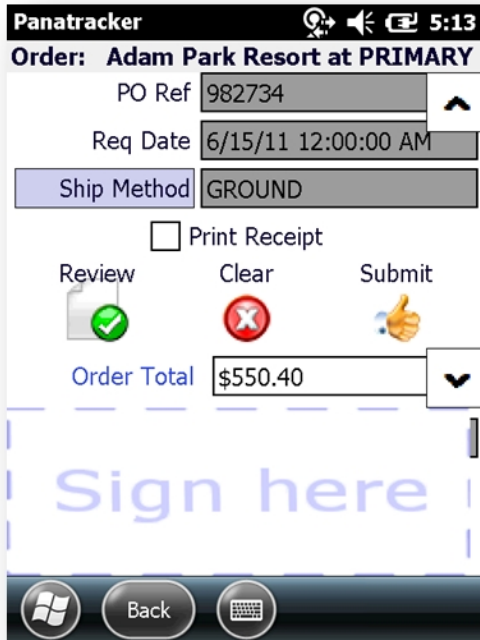 Panatracker 5:13
Order: Adam Park Resort at PRIMARY
PO Ref 982734
Req Date 6/15/11 12:00:00 AM
Ship Method GROUND
Print Receipt
Review Clear Submit
Order Total $550.40
Sign here
Back